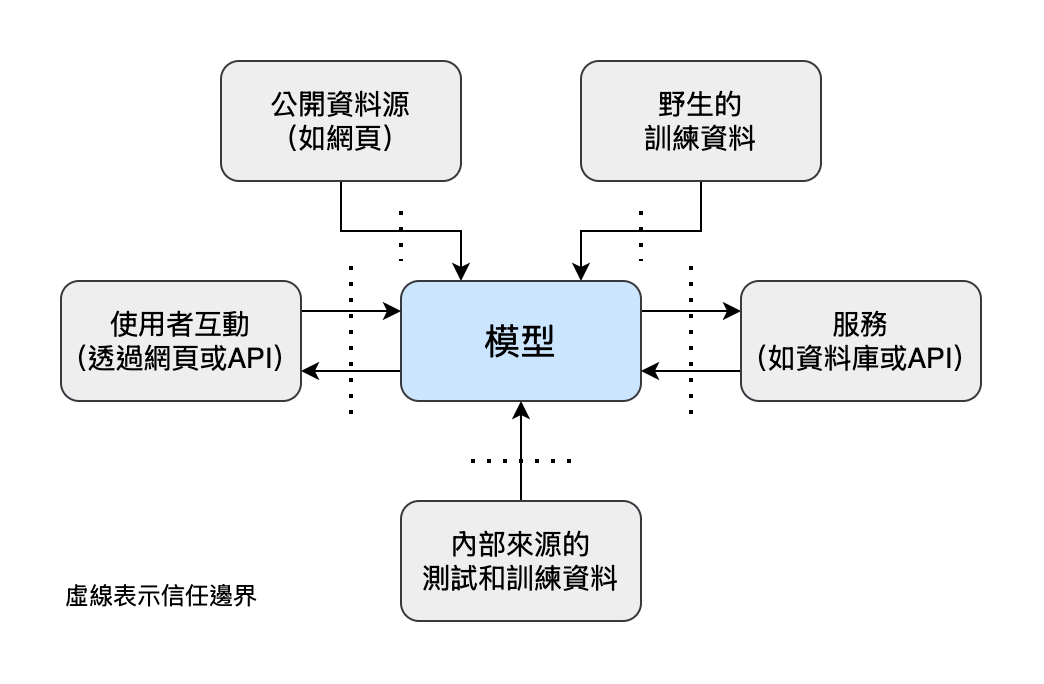 公開資料源
（如網頁）
野生的
訓練資料
使用者互動
（透過網頁或API）
模型
服務
（如資料庫或API）
內部來源的
測試和訓練資料
虛線表示信任邊界